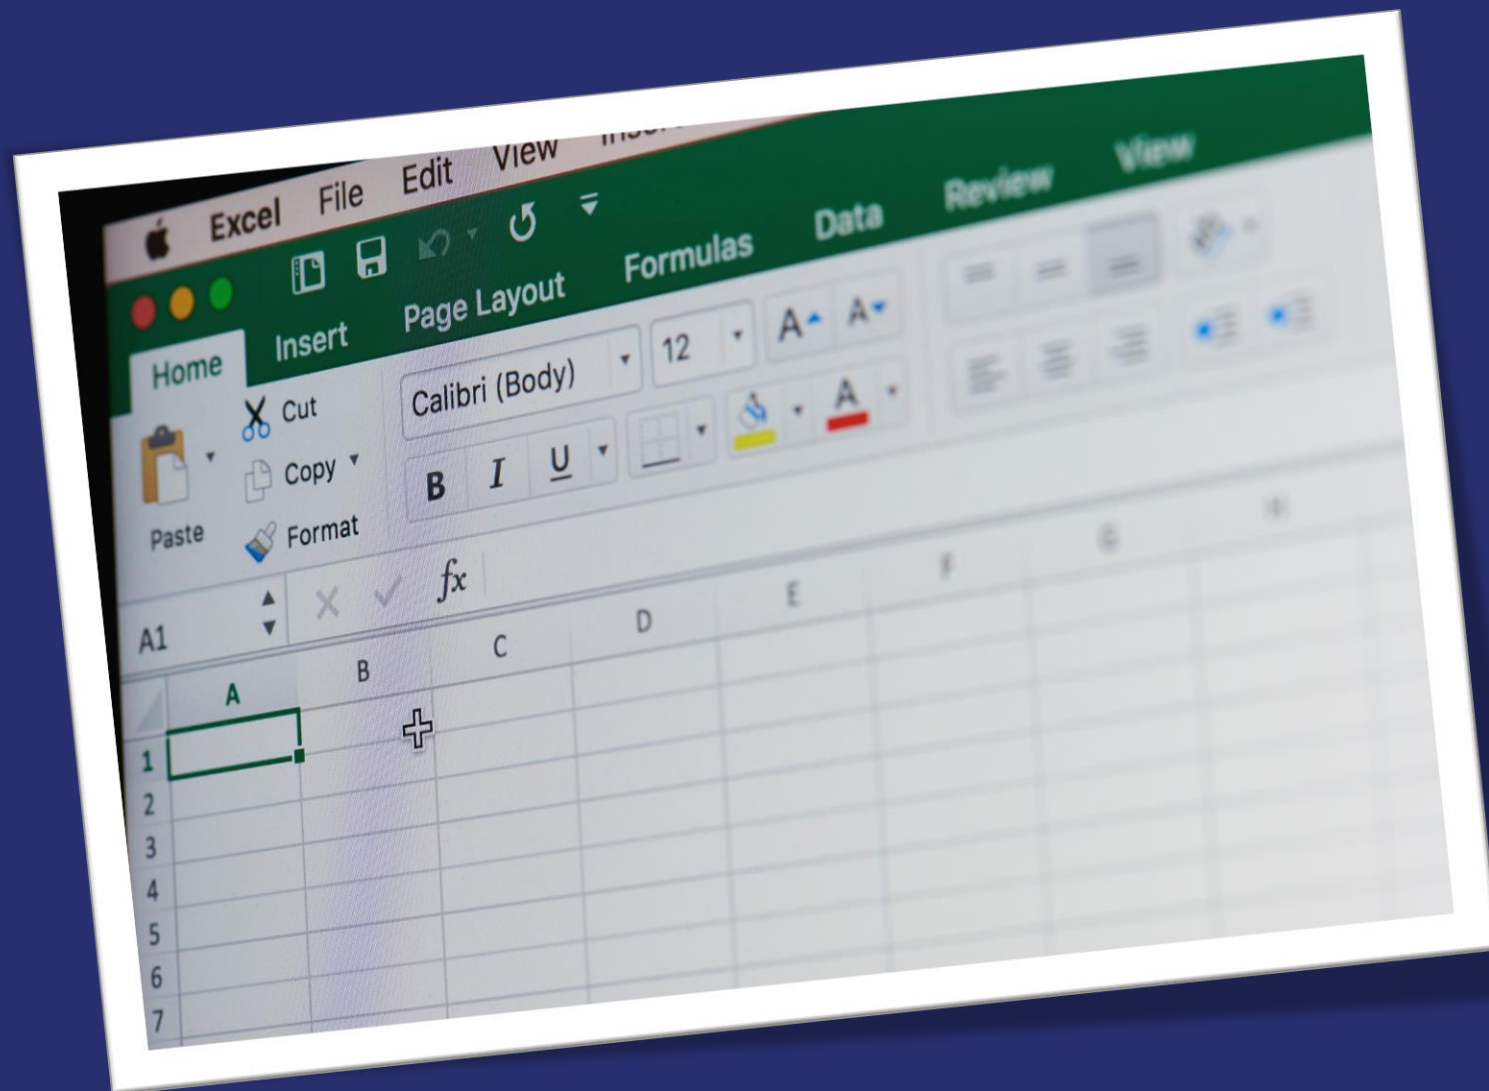 Excel File Edit View
Home Insert Page Layout Formulas Data Review View
Cut
Calibri (Body) 12 A A
Copy
B I U A
Paste
Format
A1 fx
A B C D E F G H
1
2
3
4
5
6
7